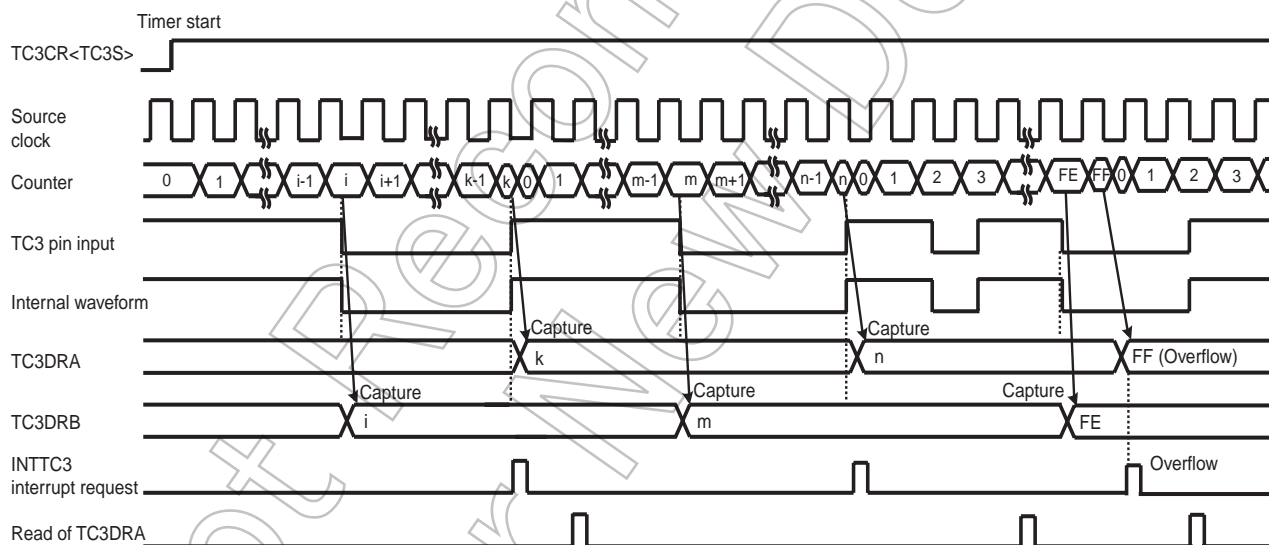 Timer start
TC3CR<TC3S>
Source
clock
Counter
0 1 i-1 i i+1 k-1 k 0 1 m-1 m m+1 n-1 n 0 1 2 3 FE FF 0 1 2 3
TC3 pin input
Internal waveform
Capture Capture
TC3DRA
k n FF (Overflow)
Capture Capture Capture
TC3DRB
i m FE
INTTC3
interrupt request
Overflow
Read of TC3DRA